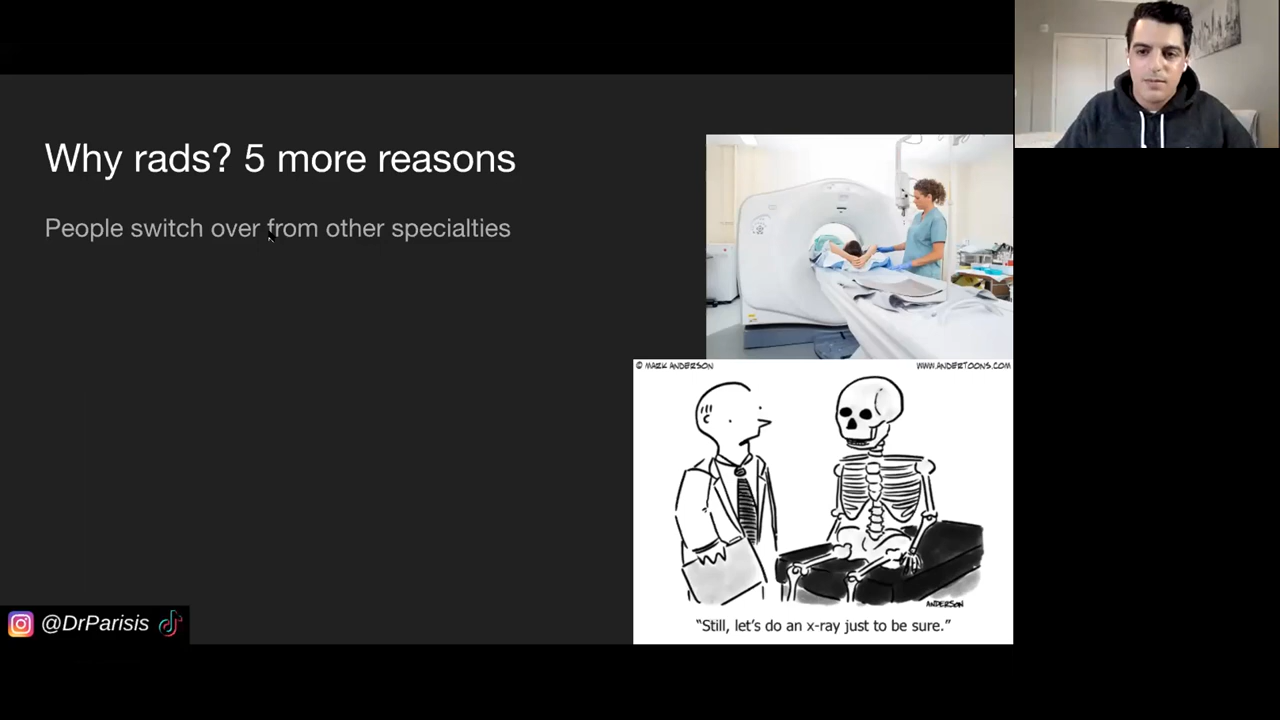 Why rads? 5 more reasons
People switch over from other specialties
© MARK ANDERSON
WWW.ANDERTOONS.COM
ANDERSON
"Still, let's do an x-ray just to be sure."
@DrParisis